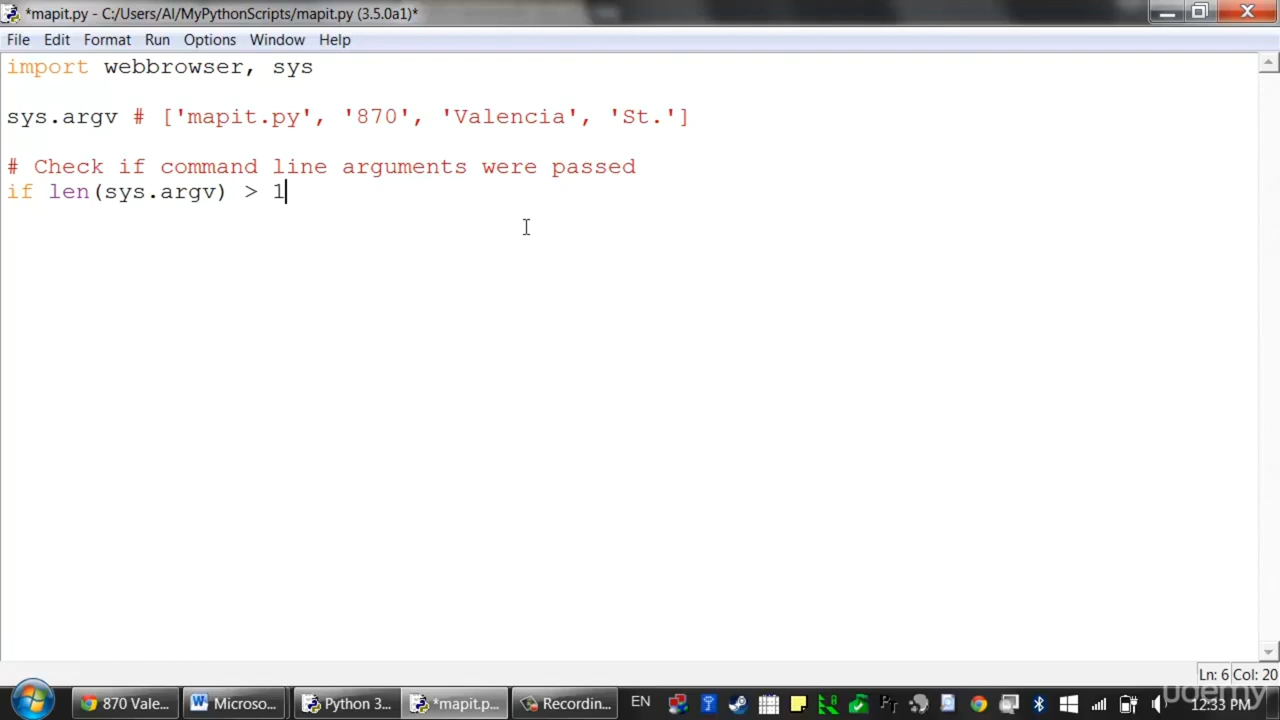 *mapit.py - C:/Users/Al/MyPythonScripts/mapit.py (3.5.0a1)*
File Edit Format Run Options Window Help
import webbrowser, sys
sys.argv # ['mapit.py', '870', 'Valencia', 'St.']
# Check if command line arguments were passed
if len(sys.argv) > 1
Ln: 6 Col: 20
870 Vale... Microso... Python 3... *mapit.p... Recordin... EN 12:33 PM
udemy